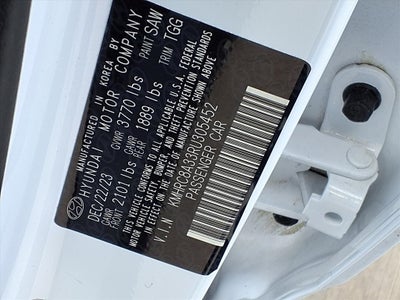 MANUFACTURED IN KOREA BY
HYUNDAI MOTOR COMPANY
DEC/22/23 GVWR 3770 lbs PAINT SAW
GAWR FRONT 2101 lbs GAWR REAR 1889 lbs TRIM TGG
THIS VEHICLE CONFORMS TO ALL APPLICABLE U.S.A. FEDERAL
MOTOR VEHICLE SAFETY, BUMPER, AND THEFT PREVENTION STANDARDS
IN EFFECT ON THE DATE OF MANUFACTURE SHOWN ABOVE.
V.I.N
PASSENGER CAR